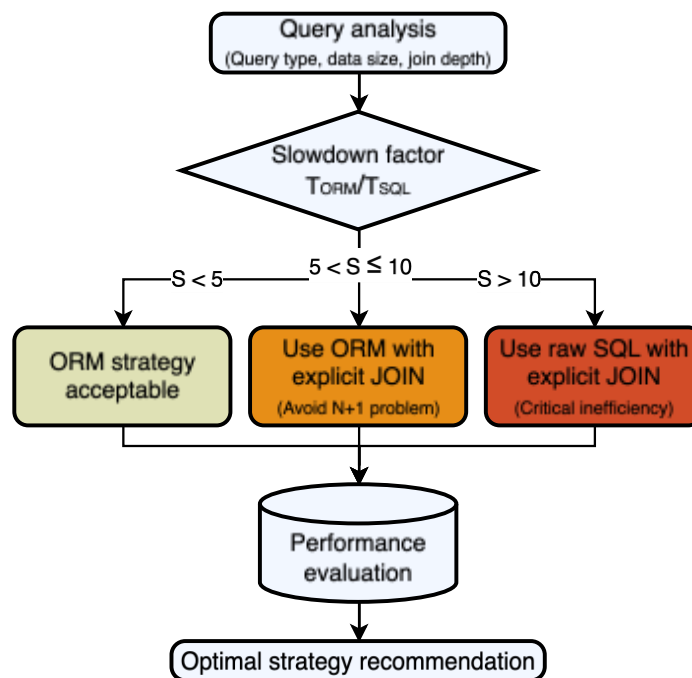 Query analysis
(Query type, data size, join depth)
Slowdown factor
TORM/TSQL
S < 5
5 < S ≤ 10
S > 10
ORM strategy
acceptable
Use ORM with
explicit JOIN
(Avoid N+1 problem)
Use raw SQL with
explicit JOIN
(Critical inefficiency)
Performance
evaluation
Optimal strategy recommendation